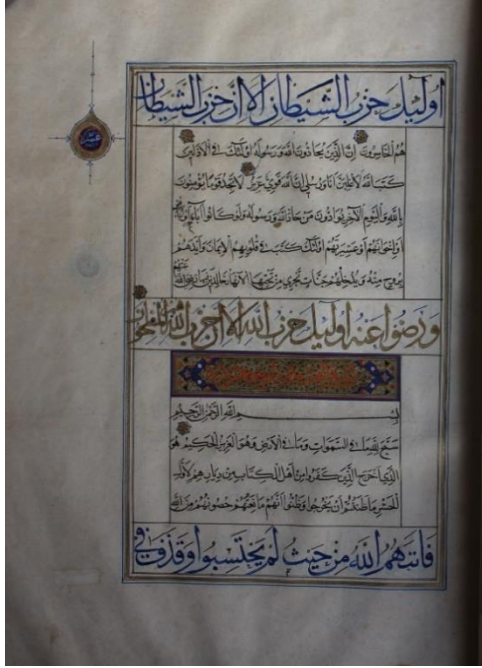 اولئك حزب الشيطان الا ان حزب الشيطان
هم الخاسرون ان الذين يحادون الله ورسوله اولئك في الاذلين
كتب الله لاغلبن انا ورسلي ان الله قوي عزيز لا تجد قوما يؤمنون
بالله واليوم الآخر يوادون من حاد الله ورسوله ولو كانوا آباءهم او ابناءهم
او اخوانهم او عشيرتهم اولئك كتب في قلوبهم الايمان وايدهم
بروح منه ويدخلهم جنات تجري من تحتها الانهار خالدين فيها رضي الله عنهم
ورضوا عنه اولئك حزب الله الا ان حزب الله هم المفلحون
بسم الله الرحمن الرحيم
سبح لله ما في السموات وما في الارض وهو العزيز الحكيم هو
الذي اخرج الذين كفروا من اهل الكتاب من ديارهم لاول
الحشر ما ظننتم ان يخرجوا وظنوا انهم مانعتهم حصونهم من الله
فاتيهم الله من حيث لم يحتسبوا وقذف في